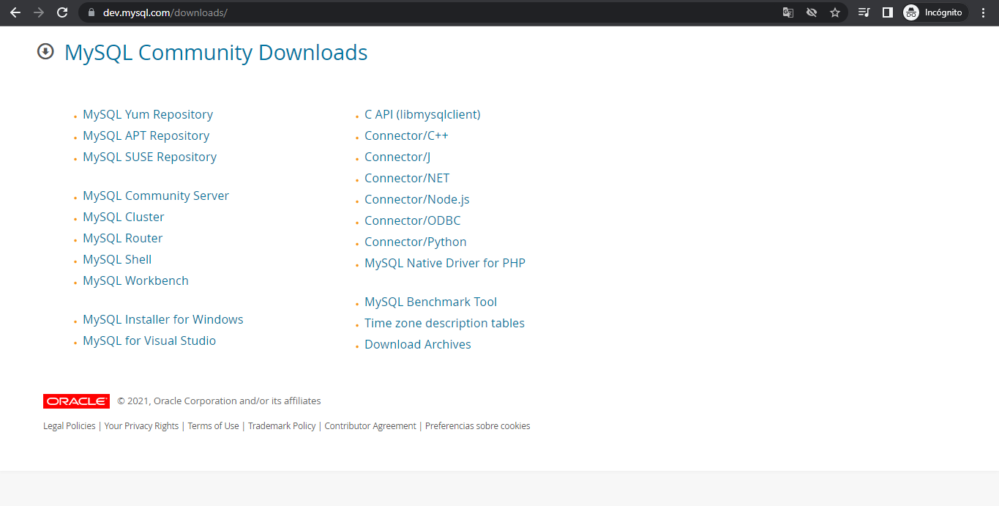 dev.mysql.com/downloads/
Incógnito
MySQL Community Downloads
MySQL Yum Repository
MySQL APT Repository
MySQL SUSE Repository
MySQL Community Server
MySQL Cluster
MySQL Router
MySQL Shell
MySQL Workbench
MySQL Installer for Windows
MySQL for Visual Studio
C API (libmysqlclient)
Connector/C++
Connector/J
Connector/NET
Connector/Node.js
Connector/ODBC
Connector/Python
MySQL Native Driver for PHP
MySQL Benchmark Tool
Time zone description tables
Download Archives
ORACLE © 2021, Oracle Corporation and/or its affiliates
Legal Policies | Your Privacy Rights | Terms of Use | Trademark Policy | Contributor Agreement | Preferencias sobre cookies